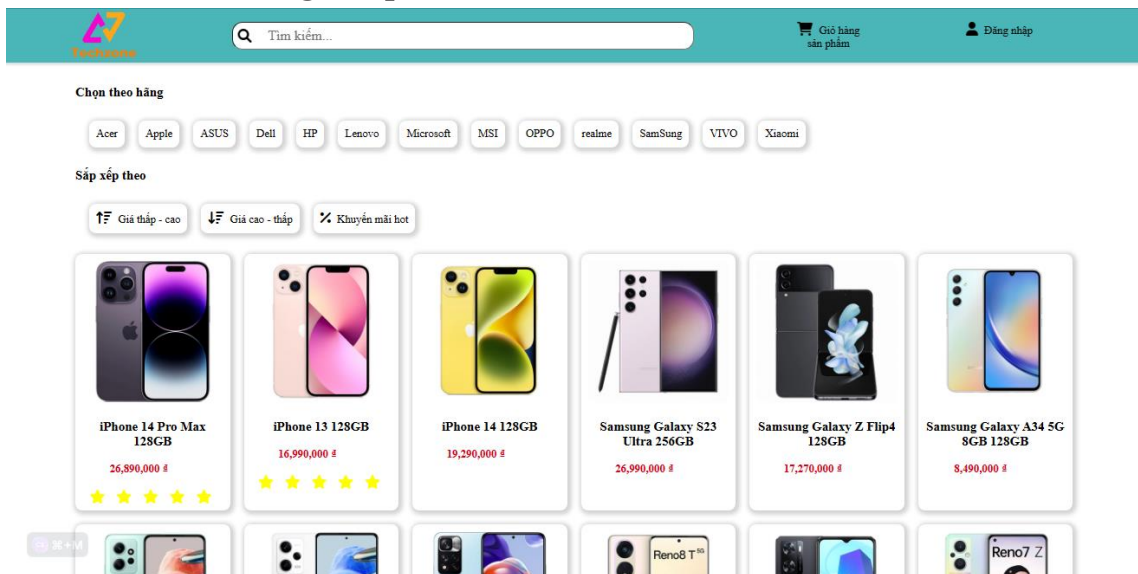 Techzone
Tìm kiếm...
Giỏ hàng
sản phẩm
Đăng nhập
Chọn theo hãng
Acer
Apple
ASUS
Dell
HP
Lenovo
Microsoft
MSI
OPPO
realme
SamSung
VIVO
Xiaomi
Sắp xếp theo
Giá thấp - cao
Giá cao - thấp
Khuyến mãi hot
iPhone 14 Pro Max
128GB
26,890,000 ₫
iPhone 13 128GB
16,990,000 ₫
iPhone 14 128GB
19,290,000 ₫
Samsung Galaxy S23
Ultra 256GB
26,990,000 ₫
Samsung Galaxy Z Flip4
128GB
17,270,000 ₫
Samsung Galaxy A34 5G
8GB 128GB
8,490,000 ₫
⌘+M
Reno8 T 5G
Reno7 Z